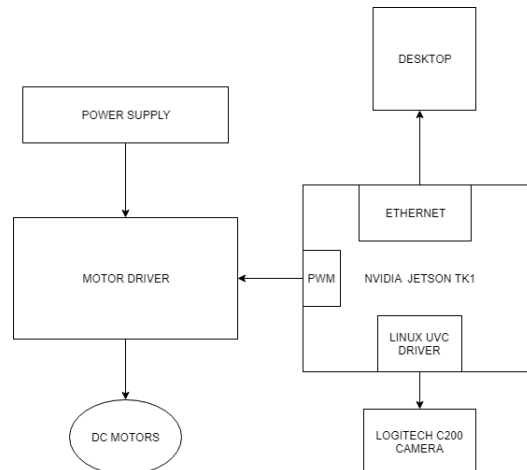 DESKTOP
POWER SUPPLY
ETHERNET
MOTOR DRIVER
PWM
NVIDIA JETSON TK1
LINUX UVC
DRIVER
DC MOTORS
LOGITECH C200
CAMERA